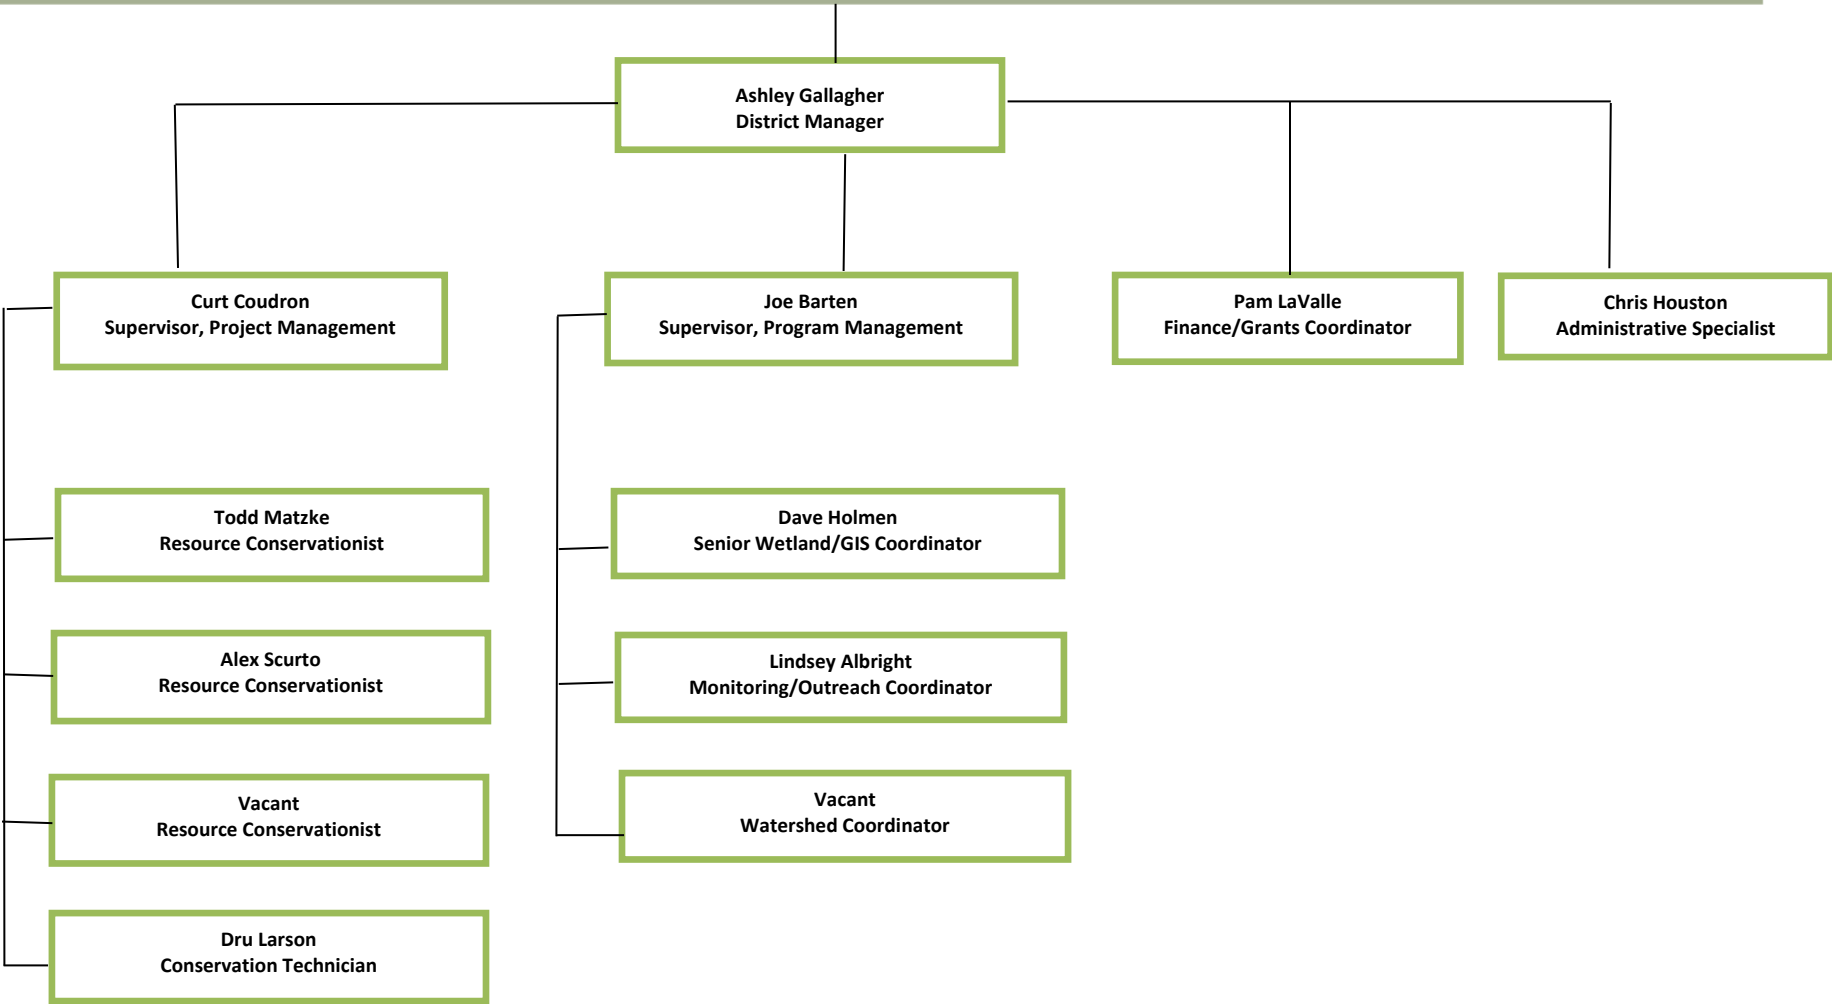 Ashley Gallagher
District Manager
Curt Coudron
Supervisor, Project Management
Joe Barten
Supervisor, Program Management
Pam LaValle
Finance/Grants Coordinator
Chris Houston
Administrative Specialist
Todd Matzke
Resource Conservationist
Dave Holmen
Senior Wetland/GIS Coordinator
Alex Scurto
Resource Conservationist
Lindsey Albright
Monitoring/Outreach Coordinator
Vacant
Resource Conservationist
Vacant
Watershed Coordinator
Dru Larson
Conservation Technician